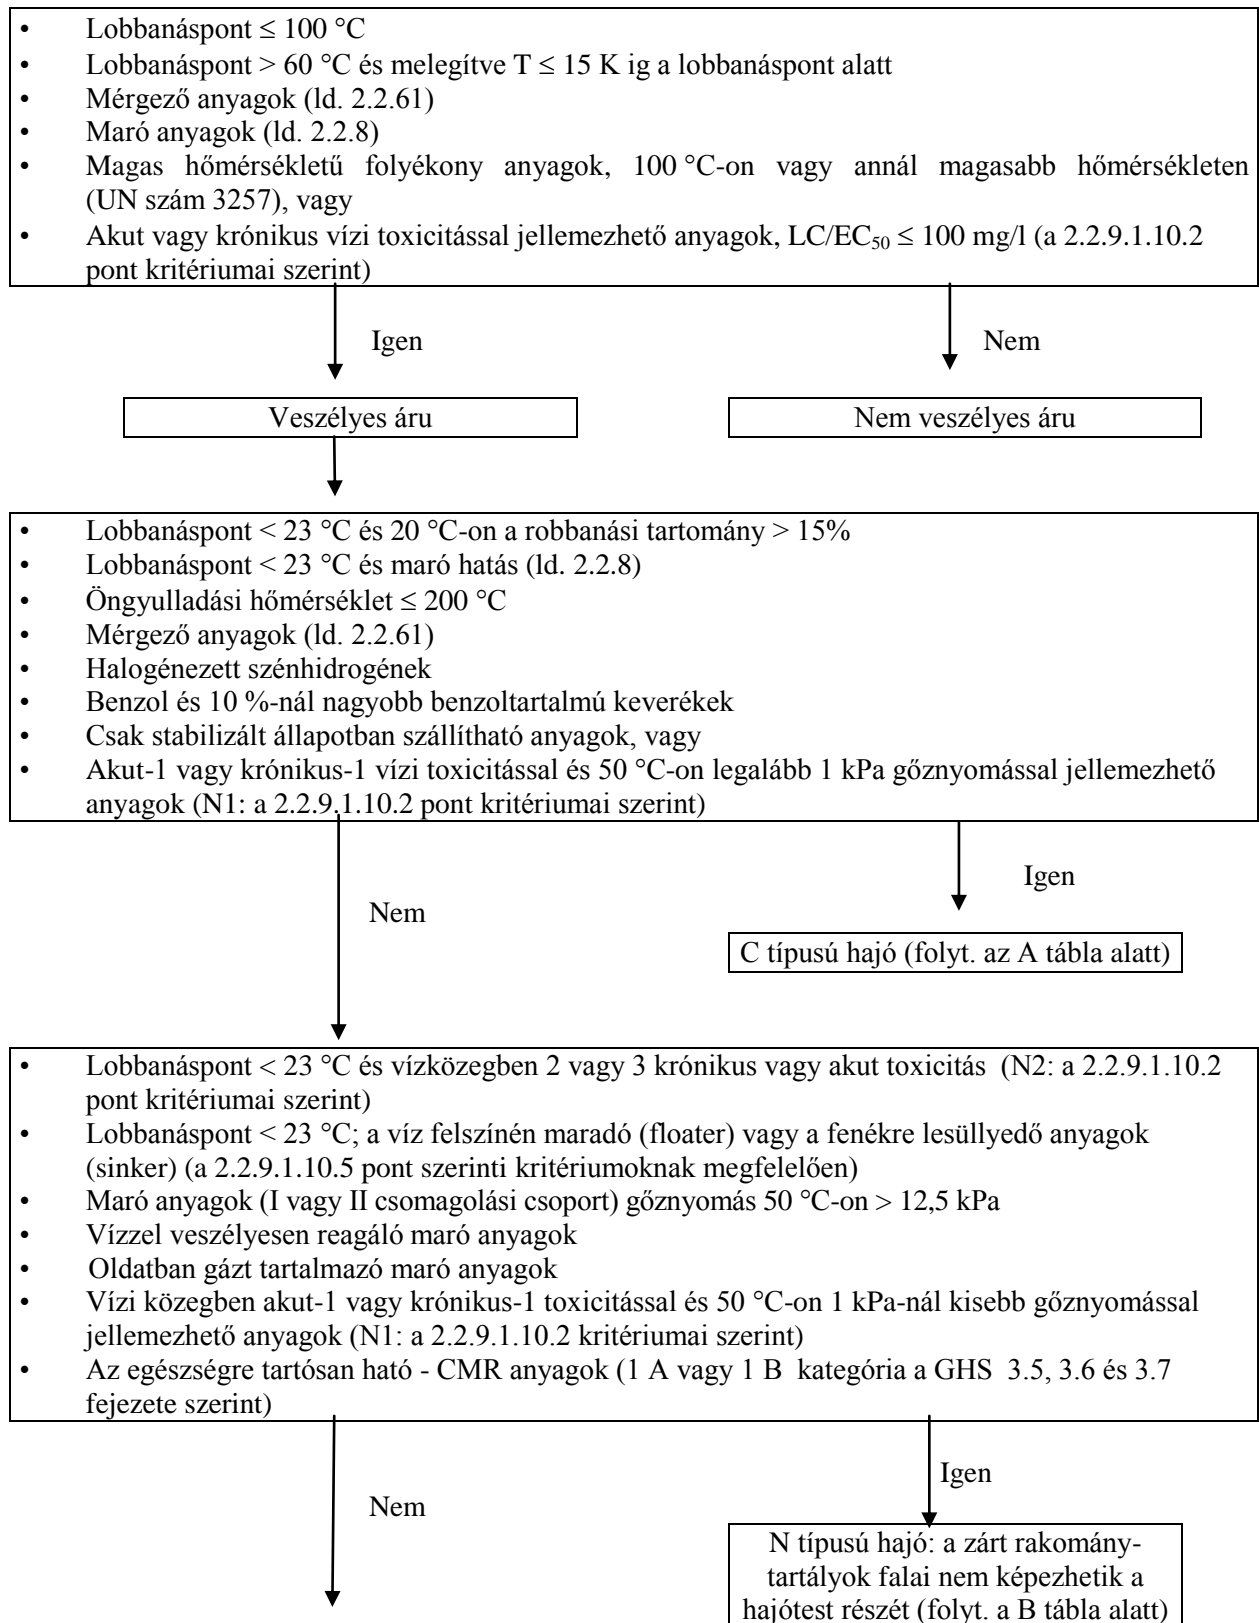 • Lobbanáspont ≤ 100 °C
• Lobbanáspont > 60 °C és melegítve T ≤ 15 K ig a lobbanáspont alatt
• Mérgező anyagok (ld. 2.2.61)
• Maró anyagok (ld. 2.2.8)
• Magas hőmérsékletű folyékony anyagok, 100 °C-on vagy annál magasabb hőmérsékleten
(UN szám 3257), vagy
• Akut vagy krónikus vízi toxicitással jellemezhető anyagok, LC/EC₅₀ ≤ 100 mg/l (a 2.2.9.1.10.2
pont kritériumai szerint)
Igen
Nem
Veszélyes áru
Nem veszélyes áru
• Lobbanáspont < 23 °C és 20 °C-on a robbanási tartomány > 15%
• Lobbanáspont < 23 °C és maró hatás (ld. 2.2.8)
• Öngyulladási hőmérséklet ≤ 200 °C
• Mérgező anyagok (ld. 2.2.61)
• Halogénezett szénhidrogének
• Benzol és 10 %-nál nagyobb benzoltartalmú keverékek
• Csak stabilizált állapotban szállítható anyagok, vagy
• Akut-1 vagy krónikus-1 vízi toxicitással és 50 °C-on legalább 1 kPa gőznyomással jellemezhető
anyagok (N1: a 2.2.9.1.10.2 pont kritériumai szerint)
Igen
Nem
C típusú hajó (folyt. az A tábla alatt)
• Lobbanáspont < 23 °C és vízközegben 2 vagy 3 krónikus vagy akut toxicitás (N2: a 2.2.9.1.10.2
pont kritériumai szerint)
• Lobbanáspont < 23 °C; a víz felszínén maradó (floater) vagy a fenékre lesüllyedő anyagok
(sinker) (a 2.2.9.1.10.5 pont szerinti kritériumoknak megfelelően)
• Maró anyagok (I vagy II csomagolási csoport) gőznyomás 50 °C-on > 12,5 kPa
• Vízzel veszélyesen reagáló maró anyagok
• Oldatban gázt tartalmazó maró anyagok
• Vízi közegben akut-1 vagy krónikus-1 toxicitással és 50 °C-on 1 kPa-nál kisebb gőznyomással
jellemezhető anyagok (N1: a 2.2.9.1.10.2 kritériumai szerint)
• Az egészségre tartósan ható - CMR anyagok (1 A vagy 1 B kategória a GHS 3.5, 3.6 és 3.7
fejezete szerint)
Igen
Nem
N típusú hajó: a zárt rakomány-
tartályok falai nem képezhetik a
hajótest részét (folyt. a B tábla alatt)